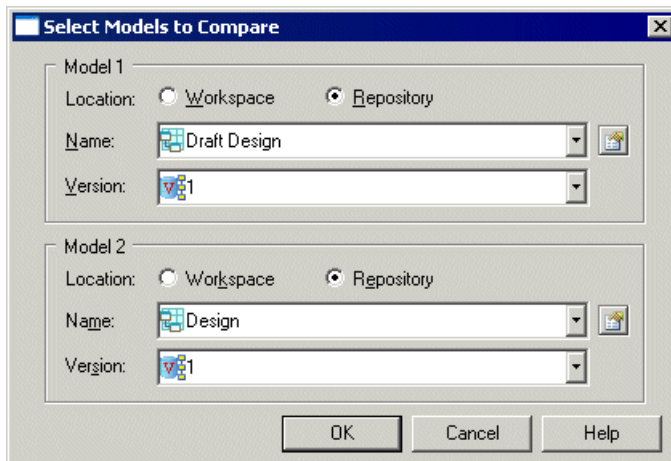 Select Models to Compare
Model 1
Location: Workspace Repository
Name: Draft Design
Version: 1
Model 2
Location: Workspace Repository
Name: Design
Version: 1
OK Cancel Help